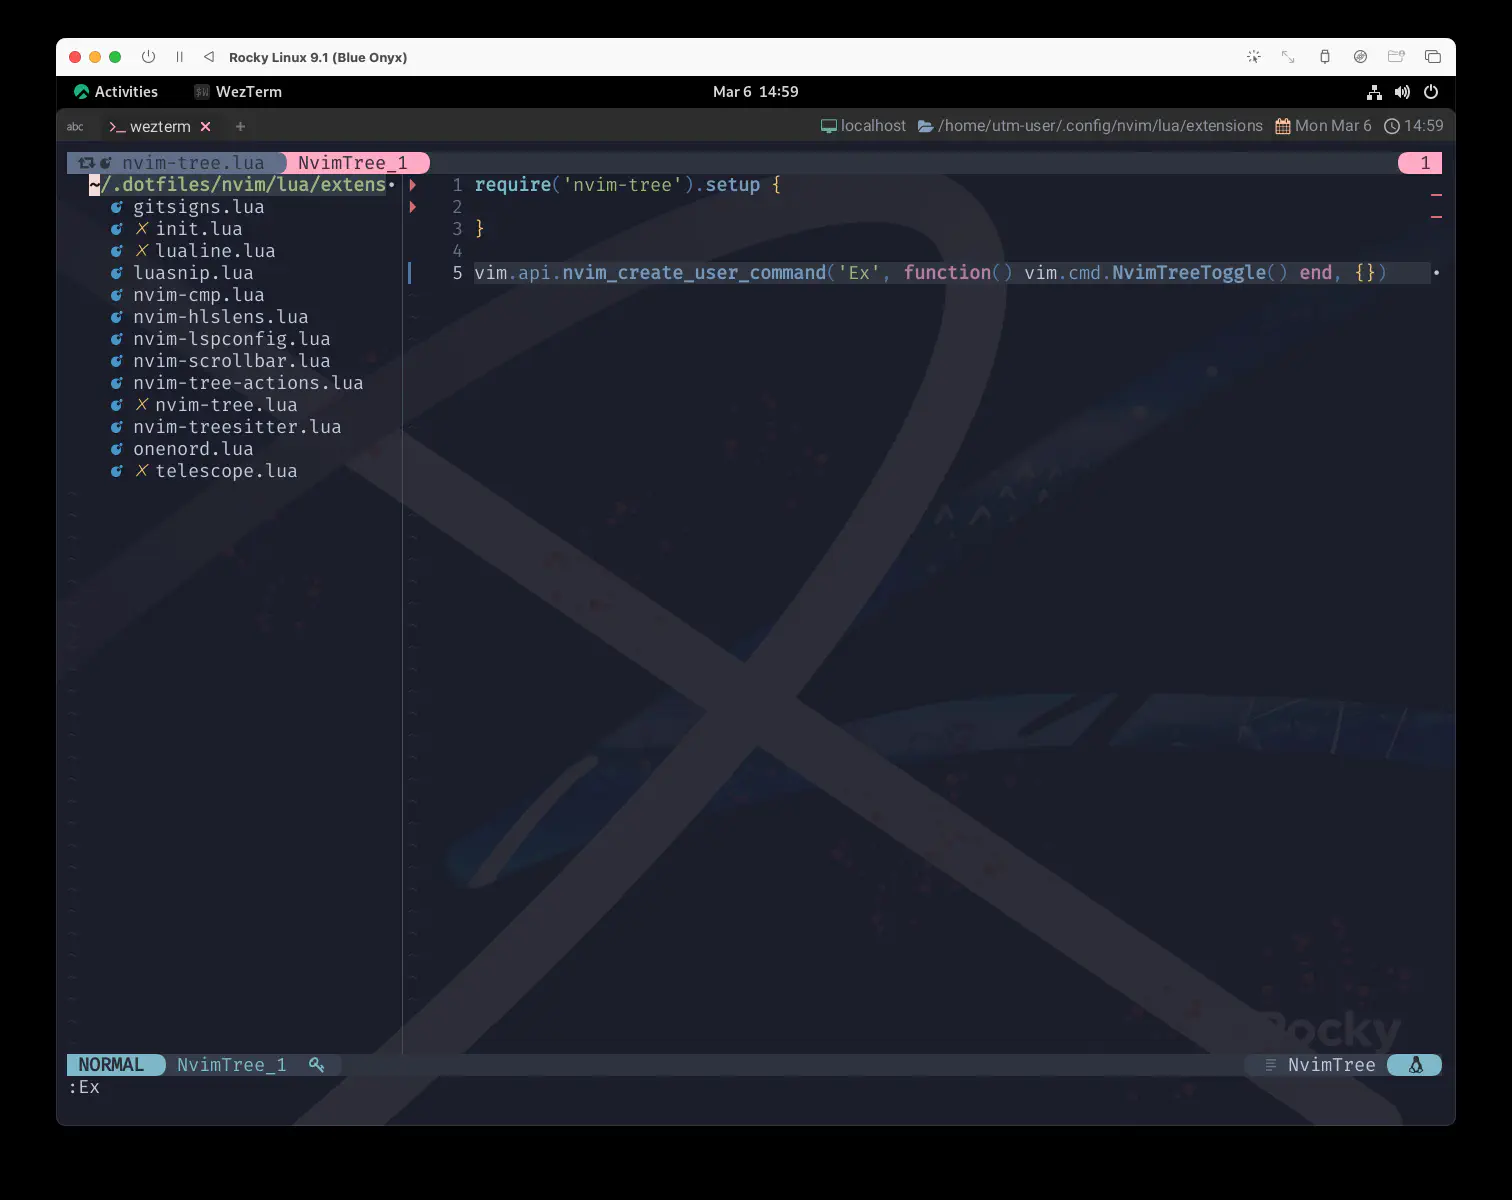 Rocky Linux 9.1 (Blue Onyx)
Activities WezTerm Mar 6 14:59
abc >_ wezterm × + localhost /home/utm-user/.config/nvim/lua/extensions Mon Mar 6 14:59
nvim-tree.lua NvimTree_1 1
~/.dotfiles/nvim/lua/extens•
gitsigns.lua
✗ init.lua
✗ lualine.lua
luasnip.lua
nvim-cmp.lua
nvim-hlslens.lua
nvim-lspconfig.lua
nvim-scrollbar.lua
nvim-tree-actions.lua
✗ nvim-tree.lua
nvim-treesitter.lua
onenord.lua
✗ telescope.lua
1 require('nvim-tree').setup {
2
3 }
4
5 vim.api.nvim_create_user_command('Ex', function() vim.cmd.NvimTreeToggle() end, {})
Rocky
NORMAL NvimTree_1 NvimTree
:Ex